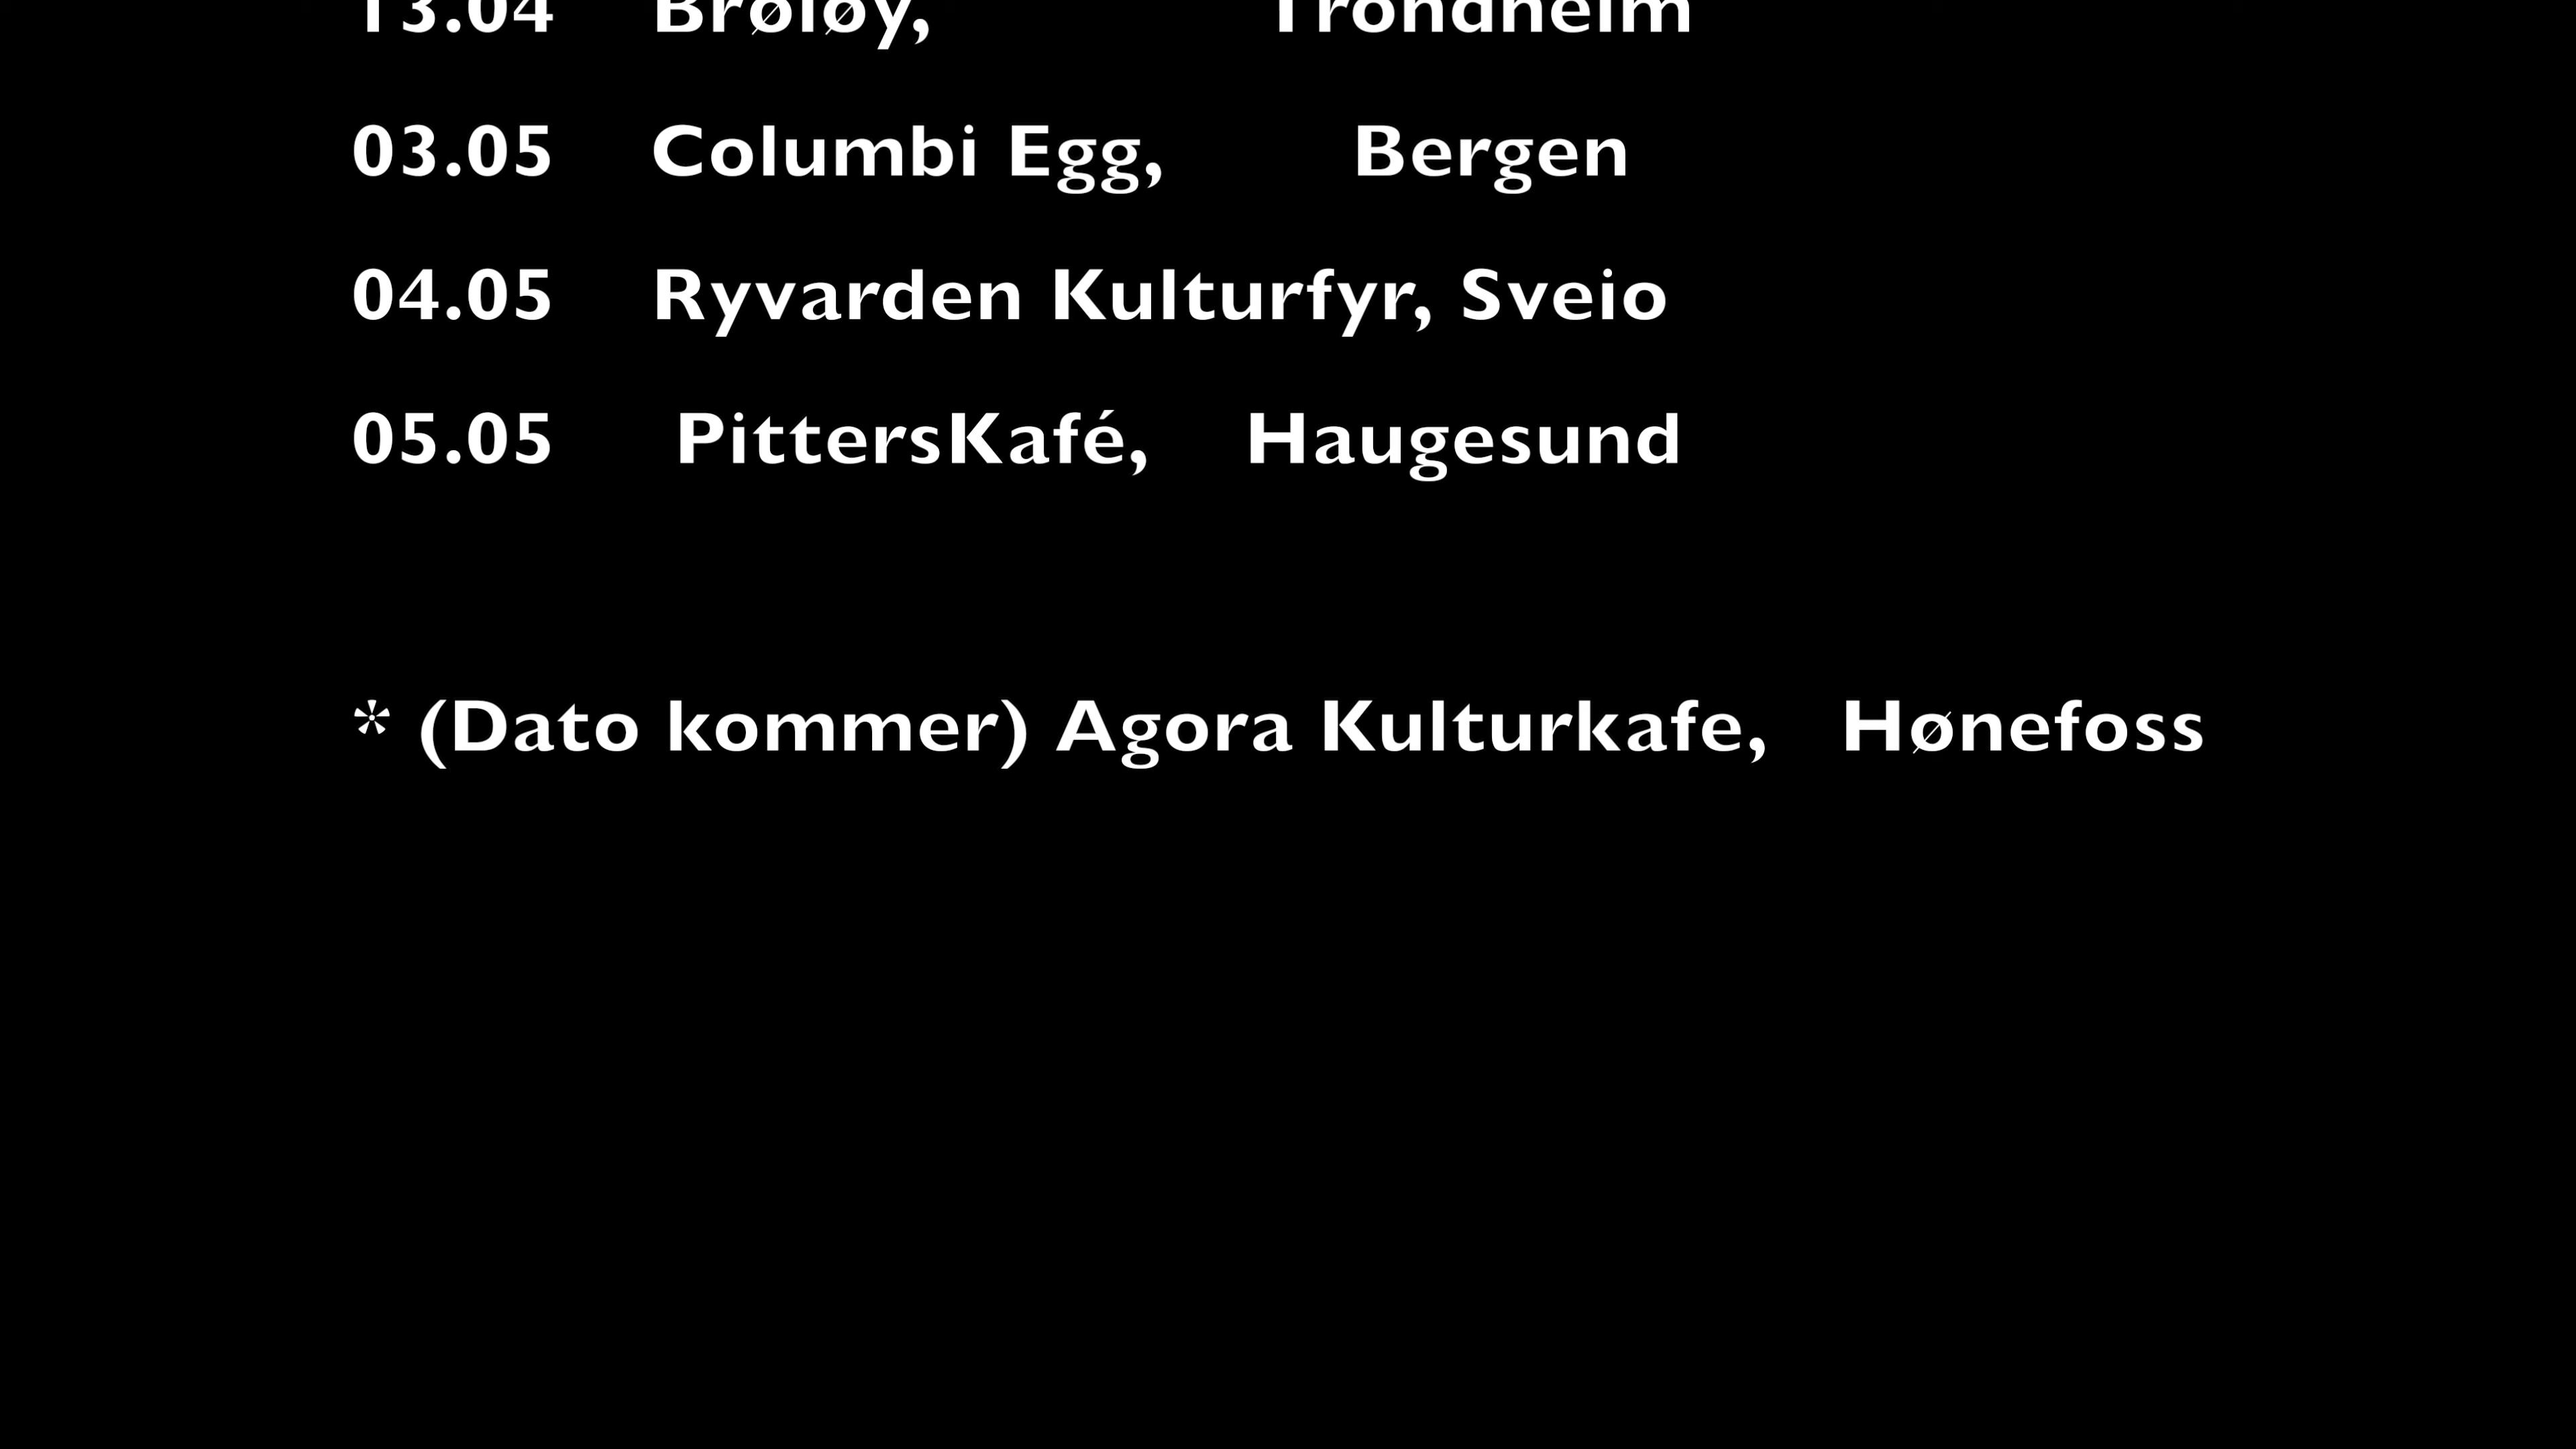 13.04 Brøløy, Trondheim
03.05 Columbi Egg, Bergen
04.05 Ryvarden Kulturfyr, Sveio
05.05 PittersKafé, Haugesund
* (Dato kommer) Agora Kulturkafe, Hønefoss